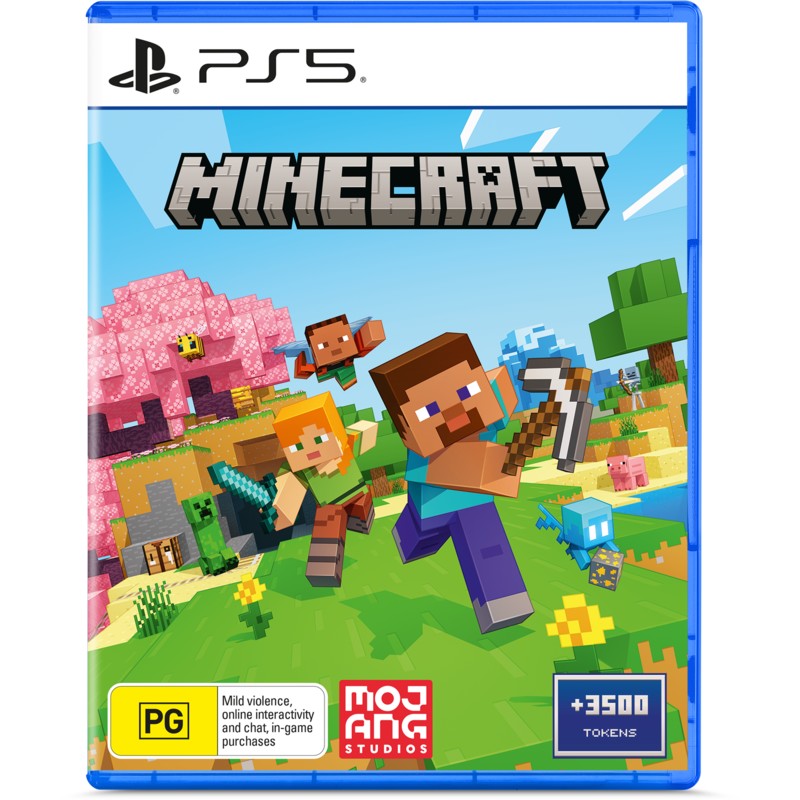 PS5
MINECRAFT
PG
Mild violence,
online interactivity
and chat, in-game
purchases
MOJ
ANG
STUDIOS
+3500
TOKENS